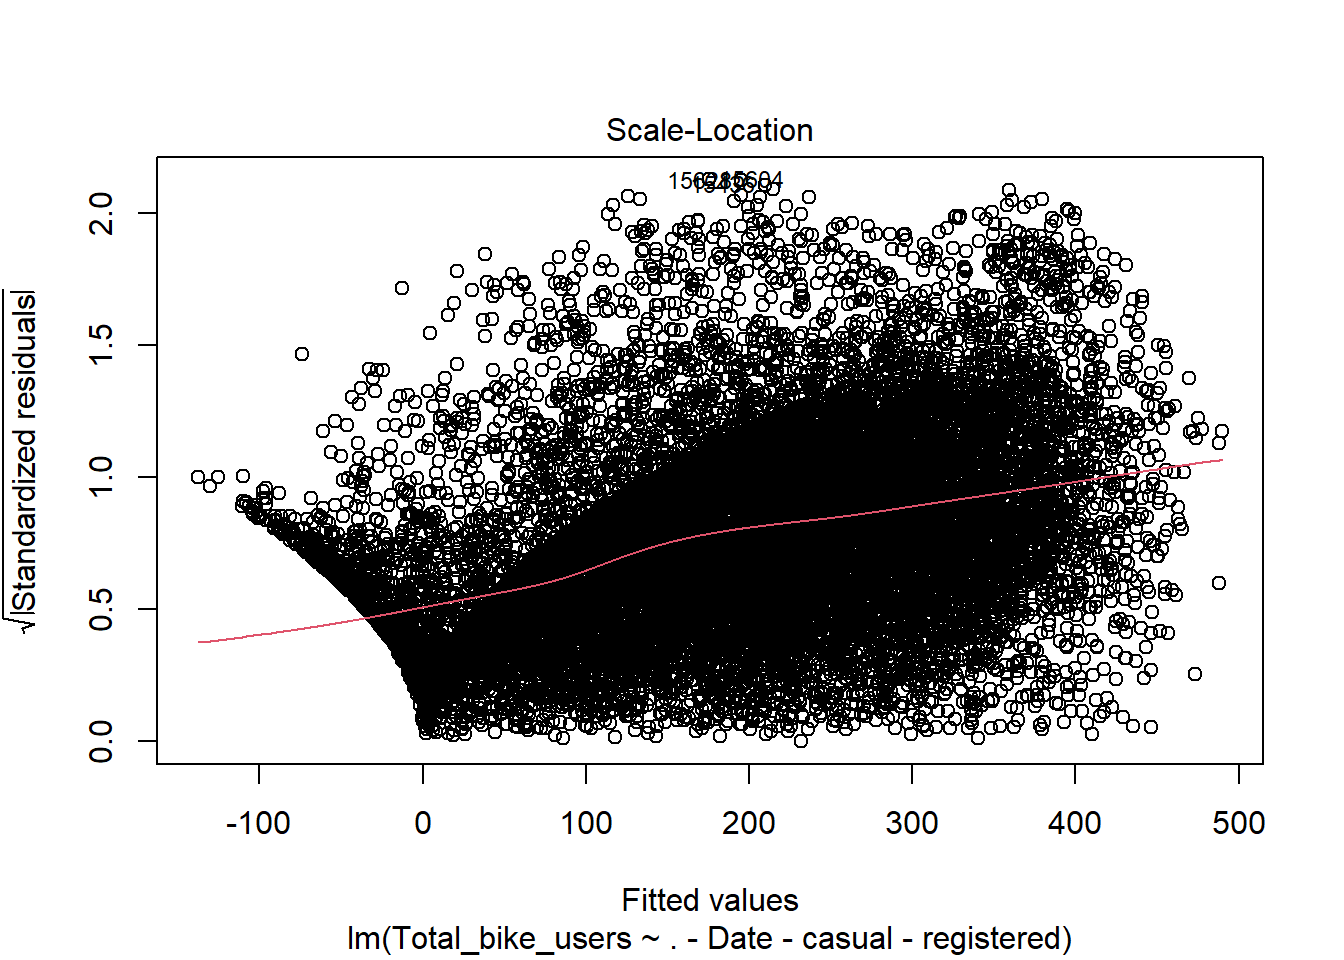 Scale-Location
√|Standardized residuals|
2.0
1.5
1.0
0.5
0.0
-100 0 100 200 300 400 500
Fitted values
lm(Total_bike_users ~ . - Date - casual - registered)